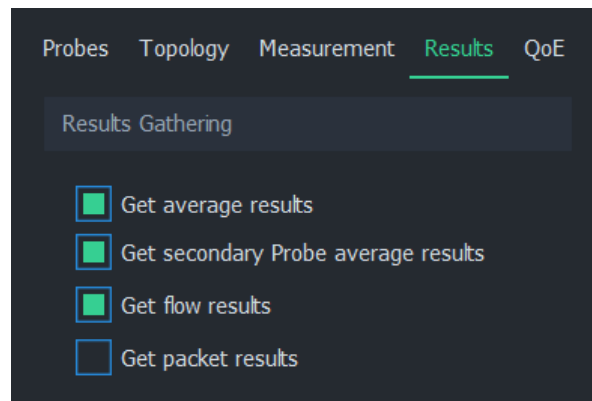 Probes Topology Measurement Results QoE
Results Gathering
Get average results
Get secondary Probe average results
Get flow results
Get packet results